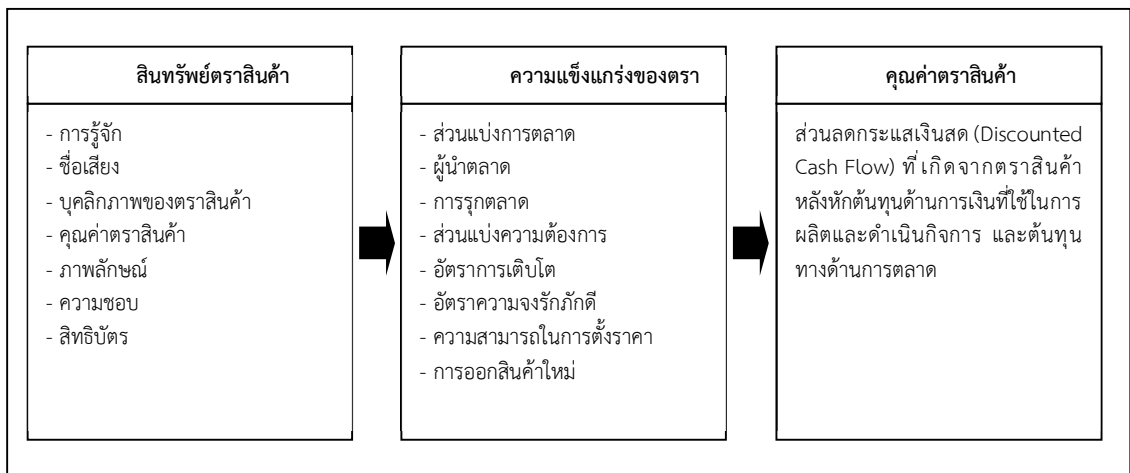 สินทรัพย์ตราสินค้า
- การรู้จัก
- ชื่อเสียง
- บุคลิกภาพของตราสินค้า
- คุณค่าตราสินค้า
- ภาพลักษณ์
- ความชอบ
- สิทธิบัตร
ความแข็งแกร่งของตรา
- ส่วนแบ่งการตลาด
- ผู้นำตลาด
- การรุกตลาด
- ส่วนแบ่งความต้องการ
- อัตราการเติบโต
- อัตราความจงรักภักดี
- ความสามารถในการตั้งราคา
- การออกสินค้าใหม่
คุณค่าตราสินค้า
ส่วนลดกระแสเงินสด (Discounted
Cash Flow) ที่เกิดจากตราสินค้า
หลังหักต้นทุนด้านการเงินที่ใช้ในการ
ผลิตและดำเนินกิจการ และต้นทุน
ทางด้านการตลาด